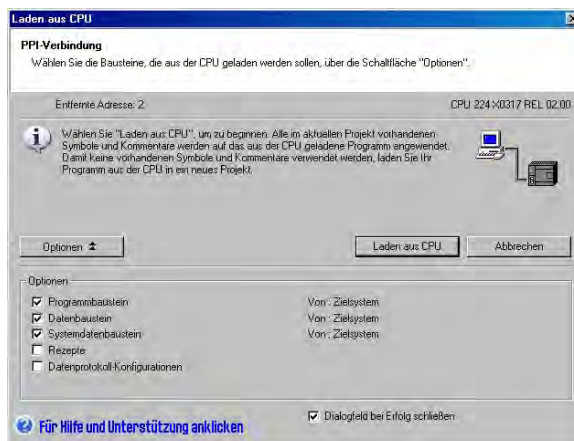 Laden aus CPU
PPI-Verbindung
Wählen Sie die Bausteine, die aus der CPU geladen werden sollen, über die Schaltfläche "Optionen".
Entfernte Adresse: 2
CPU 224 X0317 REL 02.00
Wählen Sie "Laden aus CPU", um zu beginnen. Alle im aktuellen Projekt vorhandenen
Symbole und Kommentare werden auf das aus der CPU geladene Programm angewendet.
Damit keine vorhandenen Symbole und Kommentare verwendet werden, laden Sie Ihr
Programm aus der CPU in ein neues Projekt.
Optionen
Laden aus CPU
Abbrechen
Optionen
Programmbaustein Von : Zielsystem
Datenbaustein Von : Zielsystem
Systemdatenbaustein Von : Zielsystem
Rezepte
Datenprotokoll-Konfigurationen
Für Hilfe und Unterstützung anklicken
Dialogfeld bei Erfolg schließen